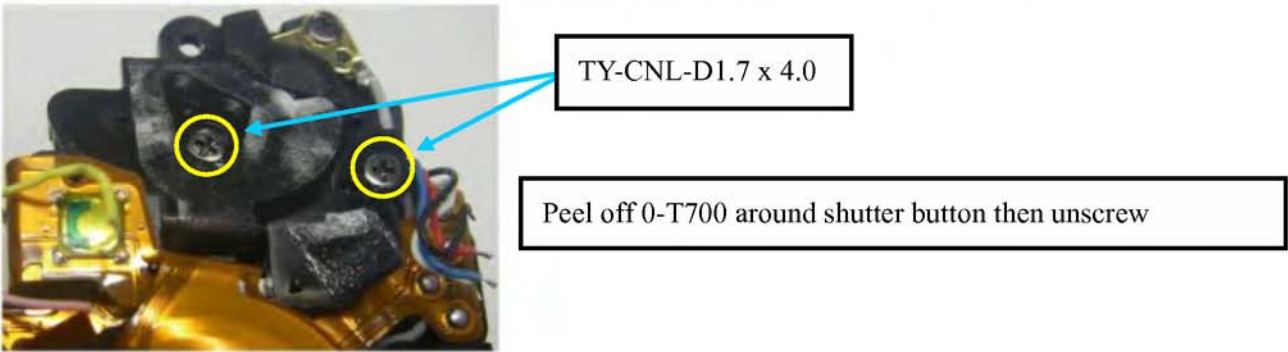 TY-CNL-D1.7 x 4.0
Peel off 0-T700 around shutter button then unscrew